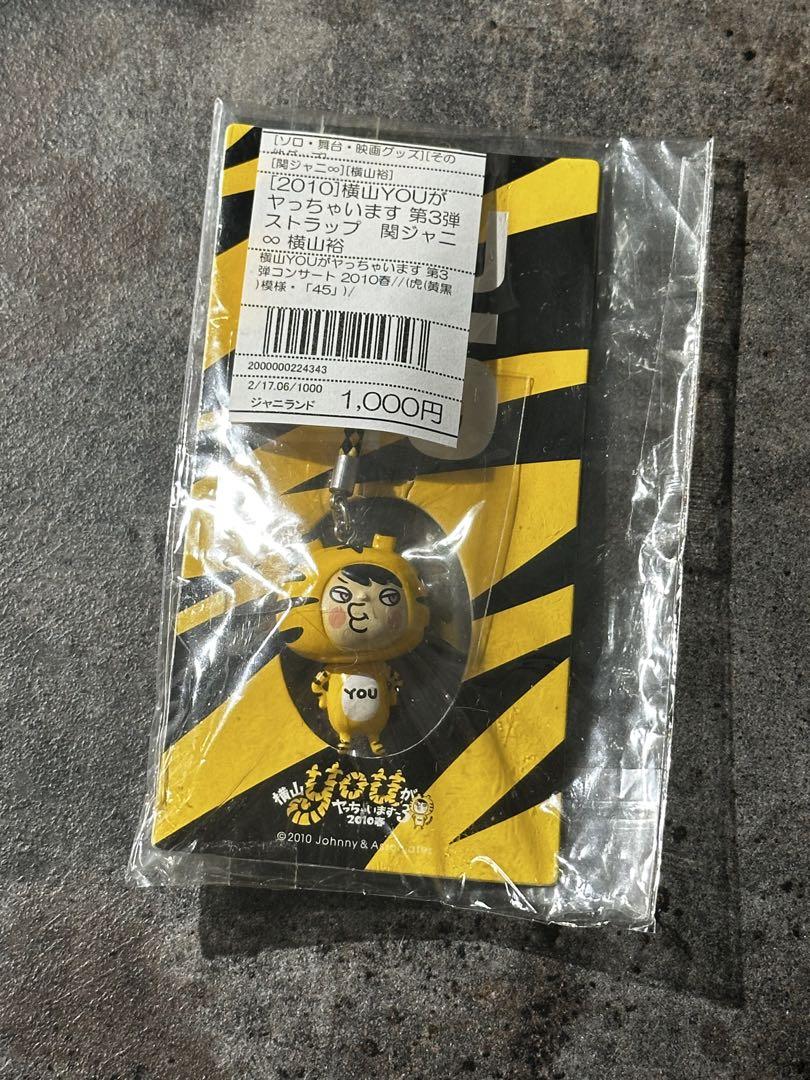 [ソロ・舞台・映画グッズ][その
[関ジャニ∞][横山裕]
[2010]横山YOUが
ヤっちゃいます 第3弾
ストラップ 関ジャニ
∞ 横山裕
横山YOUがヤっちゃいます 第3
弾コンサート 2010春//(虎(黄黒
)模様・「45」)/
2000000224343
2/17.06/1000
ジャニランド 1,000円
YOU
横山youが
ヤっちゃいます
2010春
©2010 Johnny & Associates